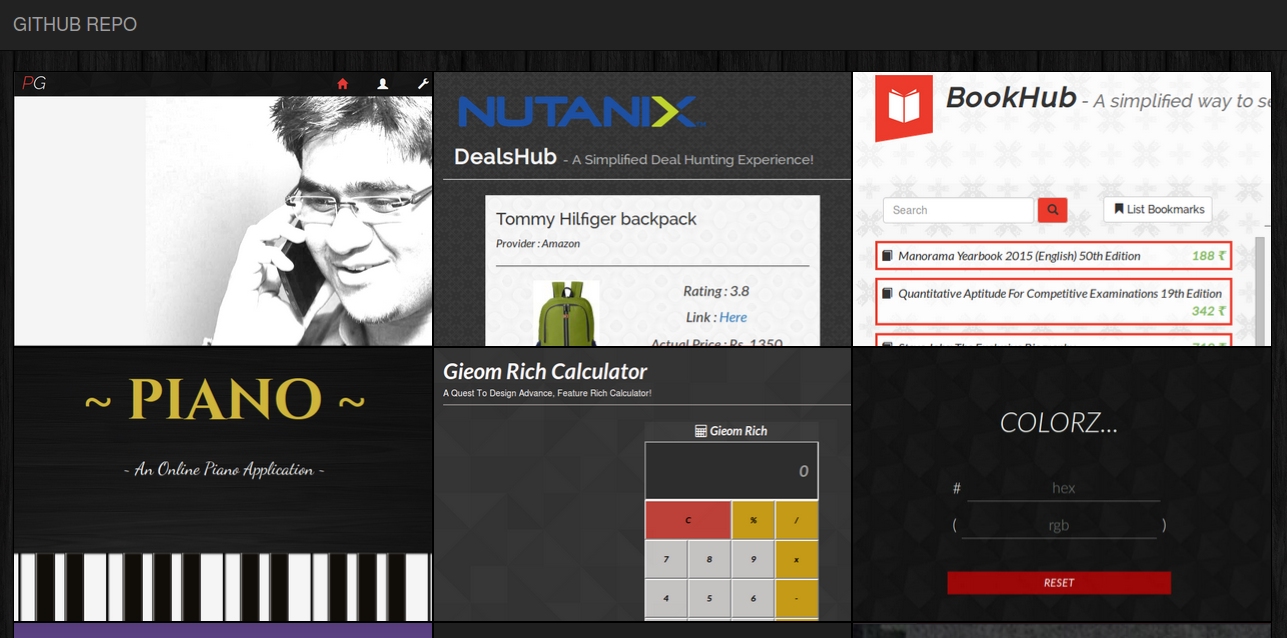 GITHUB REPO
PG
NUTANIX
DealsHub - A Simplified Deal Hunting Experience!
Tommy Hilfiger backpack
Provider : Amazon
Rating : 3.8
Link : Here
Actual Price : Rs. 1350
BookHub - A simplified way to se
Search
List Bookmarks
Manorama Yearbook 2015 (English) 50th Edition 188 ₹
Quantitative Aptitude For Competitive Examinations 19th Edition
342 ₹
~ PIANO ~
~ An Online Piano Application ~
Gieom Rich Calculator
A Quest To Design Advance, Feature Rich Calculator!
Gieom Rich
0
C % /
7 8 9 x
4 5 6 -
COLORZ...
# hex
( rgb )
RESET